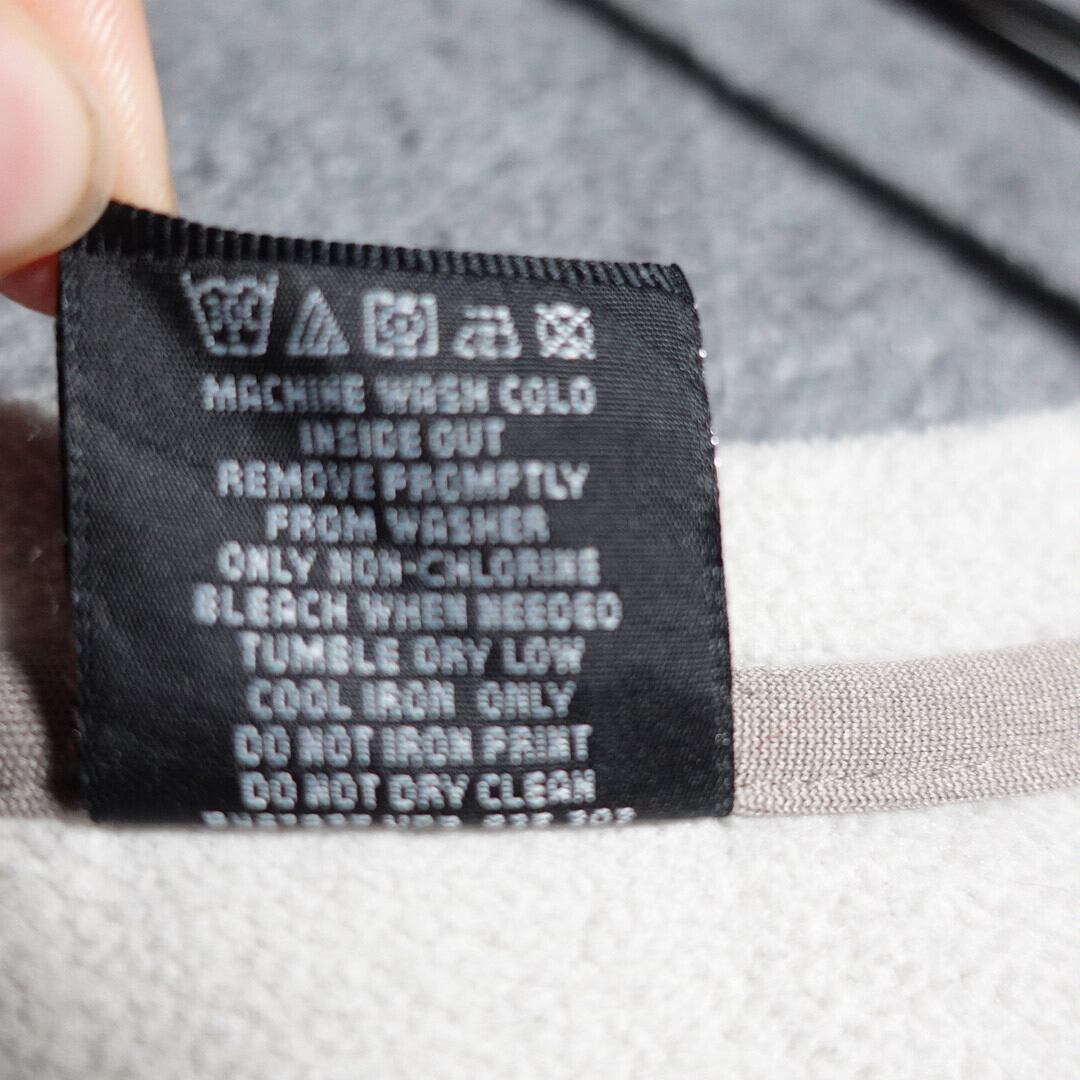 MACHINE WASH COLD
INSIDE OUT
REMOVE PROMPTLY
FROM WASHER
ONLY NON-CHLORINE
BLEACH WHEN NEEDED
TUMBLE DRY LOW
COOL IRON ONLY
DO NOT IRON PRINT
DO NOT DRY CLEAN